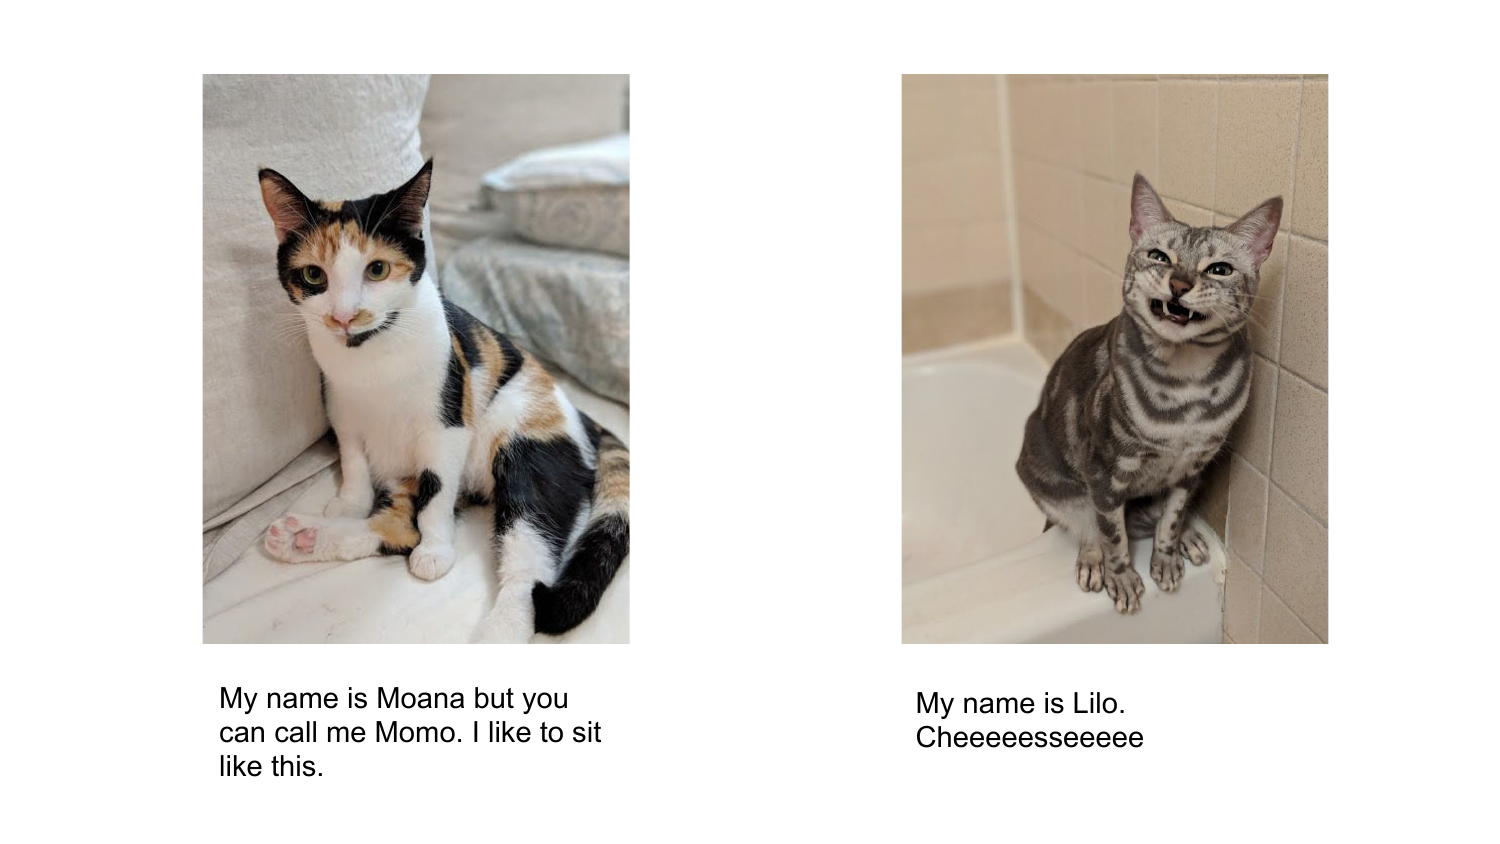 My name is Moana but you
can call me Momo. I like to sit
like this.
My name is Lilo.
Cheeeeesseeeee